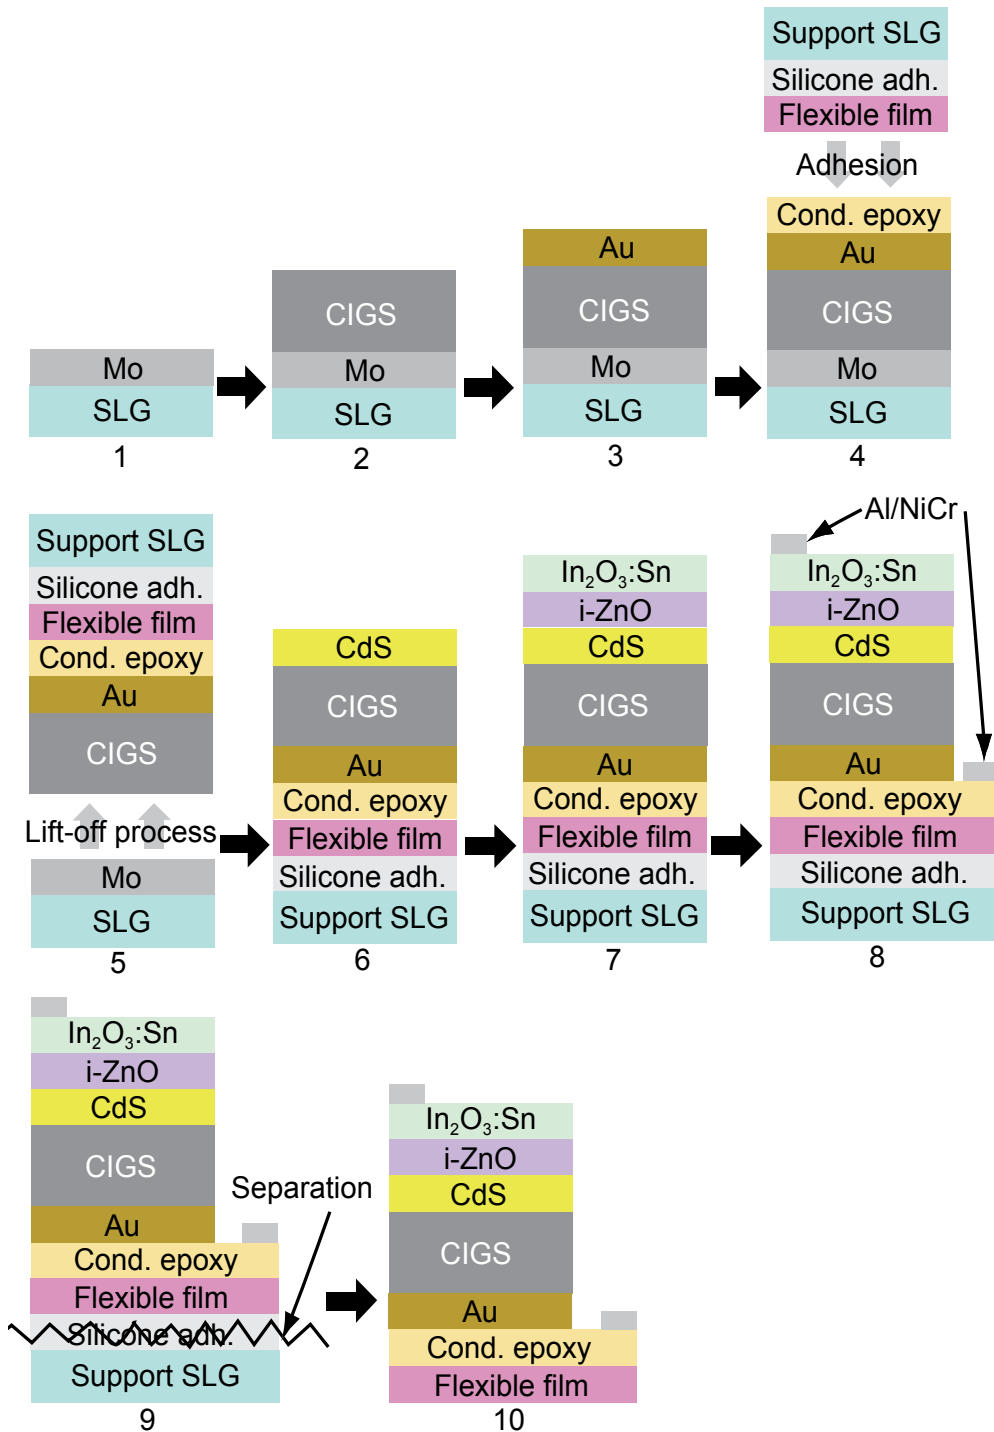 Support SLG
Silicone adh.
Flexible film
Adhesion
Cond. epoxy
Au
CIGS
Mo
SLG
4
Au
CIGS
Mo
SLG
3
CIGS
Mo
SLG
2
Mo
SLG
1
Support SLG
Silicone adh.
Flexible film
Cond. epoxy
Au
CIGS
Lift-off process
Mo
SLG
5
CdS
CIGS
Au
Cond. epoxy
Flexible film
Silicone adh.
Support SLG
6
In₂O₃:Sn
i-ZnO
CdS
CIGS
Au
Cond. epoxy
Flexible film
Silicone adh.
Support SLG
7
Al/NiCr
In₂O₃:Sn
i-ZnO
CdS
CIGS
Au
Cond. epoxy
Flexible film
Silicone adh.
Support SLG
8
In₂O₃:Sn
i-ZnO
CdS
CIGS
Au
Cond. epoxy
Flexible film
Silicone adh.
Support SLG
9
Separation
In₂O₃:Sn
i-ZnO
CdS
CIGS
Au
Cond. epoxy
Flexible film
10